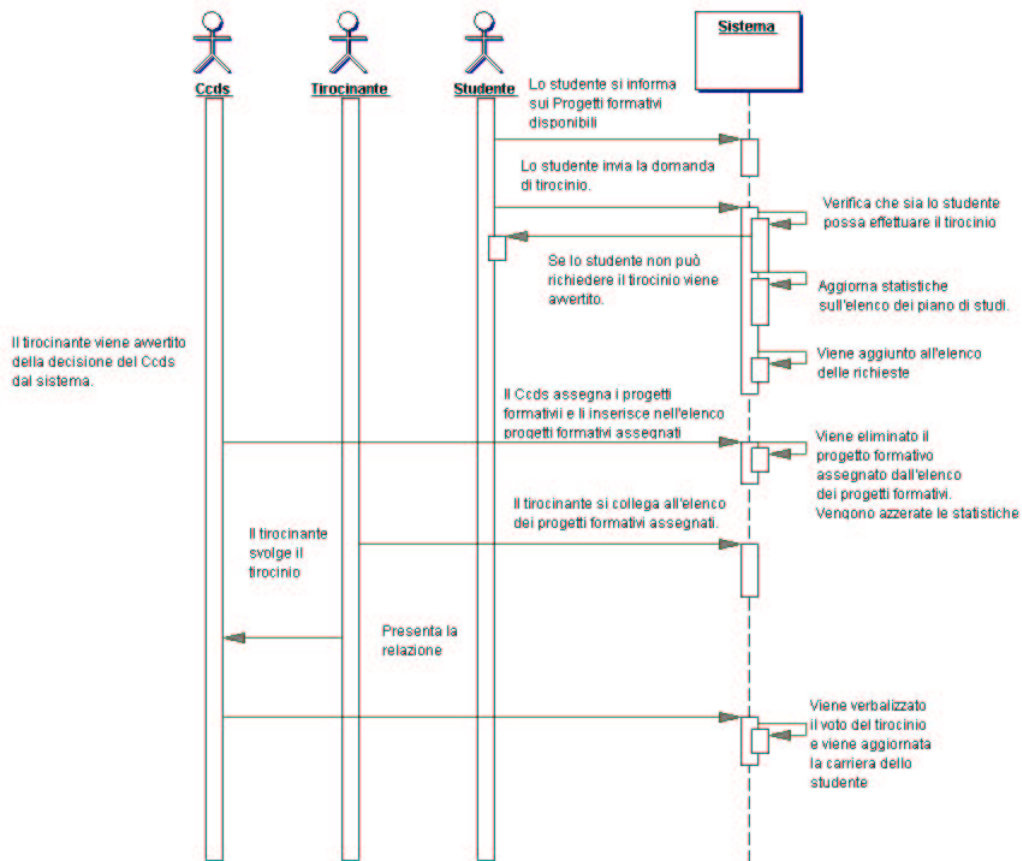 Ccds
Tirocinante
Studente
Sistema
Lo studente si informa
sui Progetti formativi
disponibili
Lo studente invia la domanda
di tirocinio.
Verifica che sia lo studente
possa effettuare il tirocinio
Se lo studente non può
richiedere il tirocinio viene
avvertito.
Aggiorna statistiche
sull'elenco dei piano di studi.
Il tirocinante viene avvertito
della decisione del Ccds
dal sistema.
Viene aggiunto all'elenco
delle richieste
Il Ccds assegna i progetti
formativii e li inserisce nell'elenco
progetti formativi assegnati
Viene eliminato il
progetto formativo
assegnato dall'elenco
dei progetti formativi.
Vengono azzerate le statistiche
Il tirocinante si collega all'elenco
dei progetti formativi assegnati.
Il tirocinante
svolge il
tirocinio
Presenta la
relazione
Viene verbalizzato
il voto del tirocinio
e viene aggiornata
la carriera dello
studente